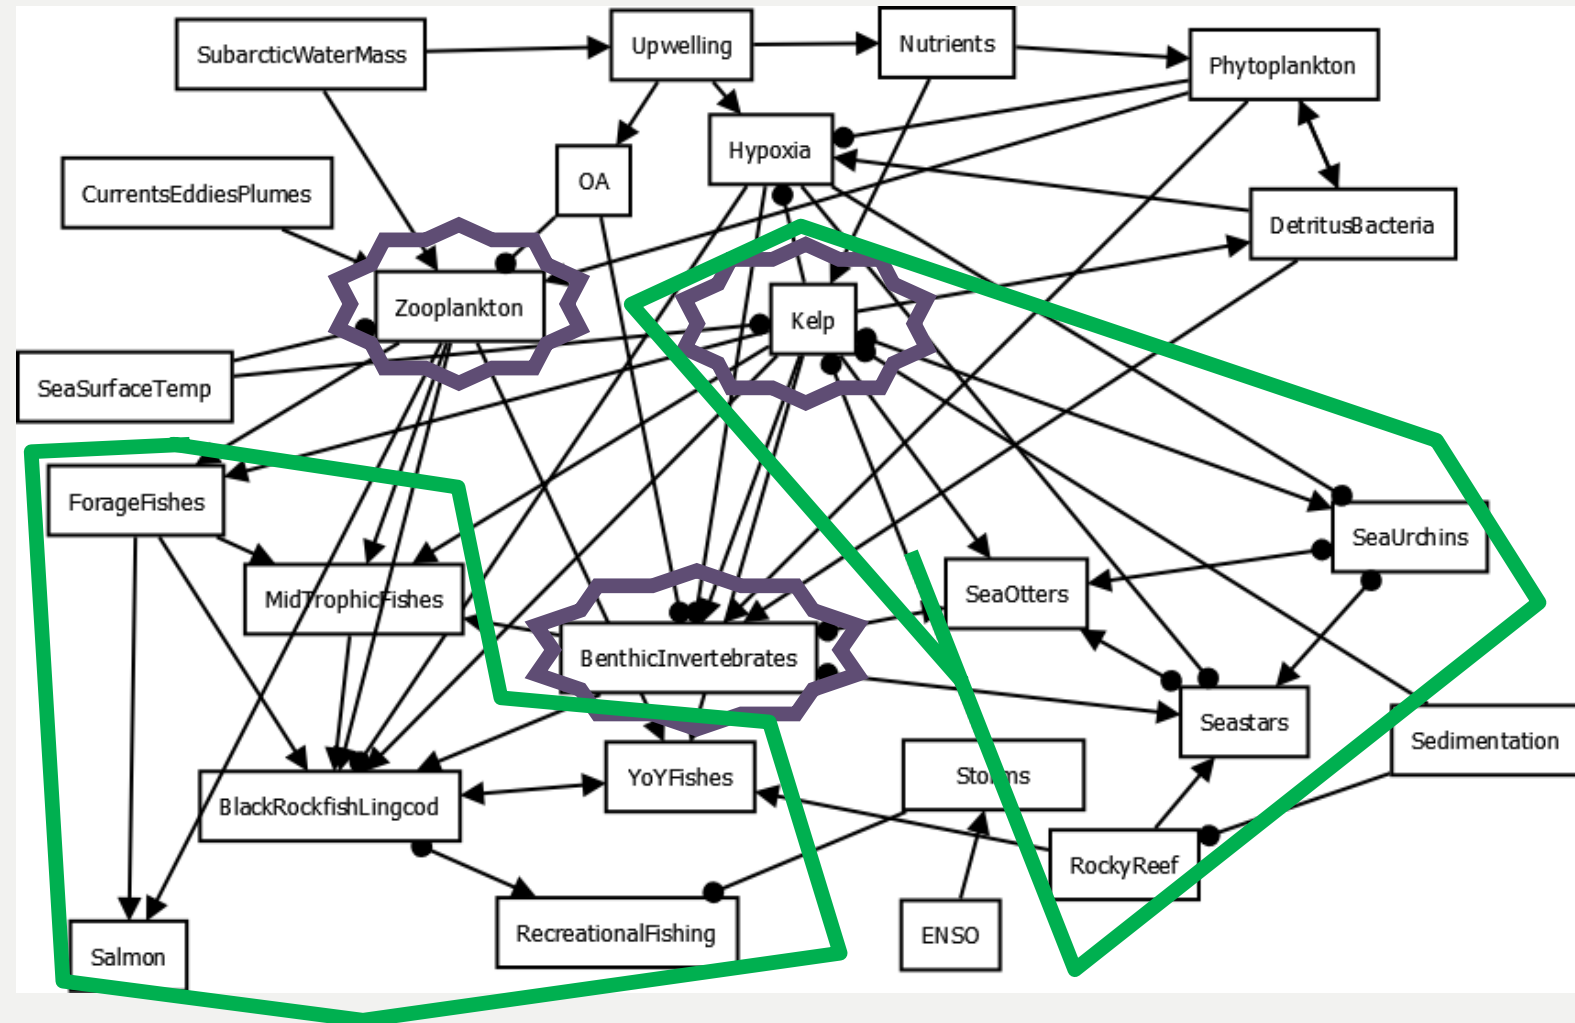 SubarcticWaterMass
Upwelling
Nutrients
Phytoplankton
Hypoxia
OA
CurrentsEddiesPlumes
DetritusBacteria
Zooplankton
Kelp
SeaSurfaceTemp
ForageFishes
SeaUrchins
MidTrophicFishes
SeaOtters
BenthicInvertebrates
Seastars
Sedimentation
BlackRockfishLingcod
YoYFishes
Storms
RockyReef
RecreationalFishing
ENSO
Salmon